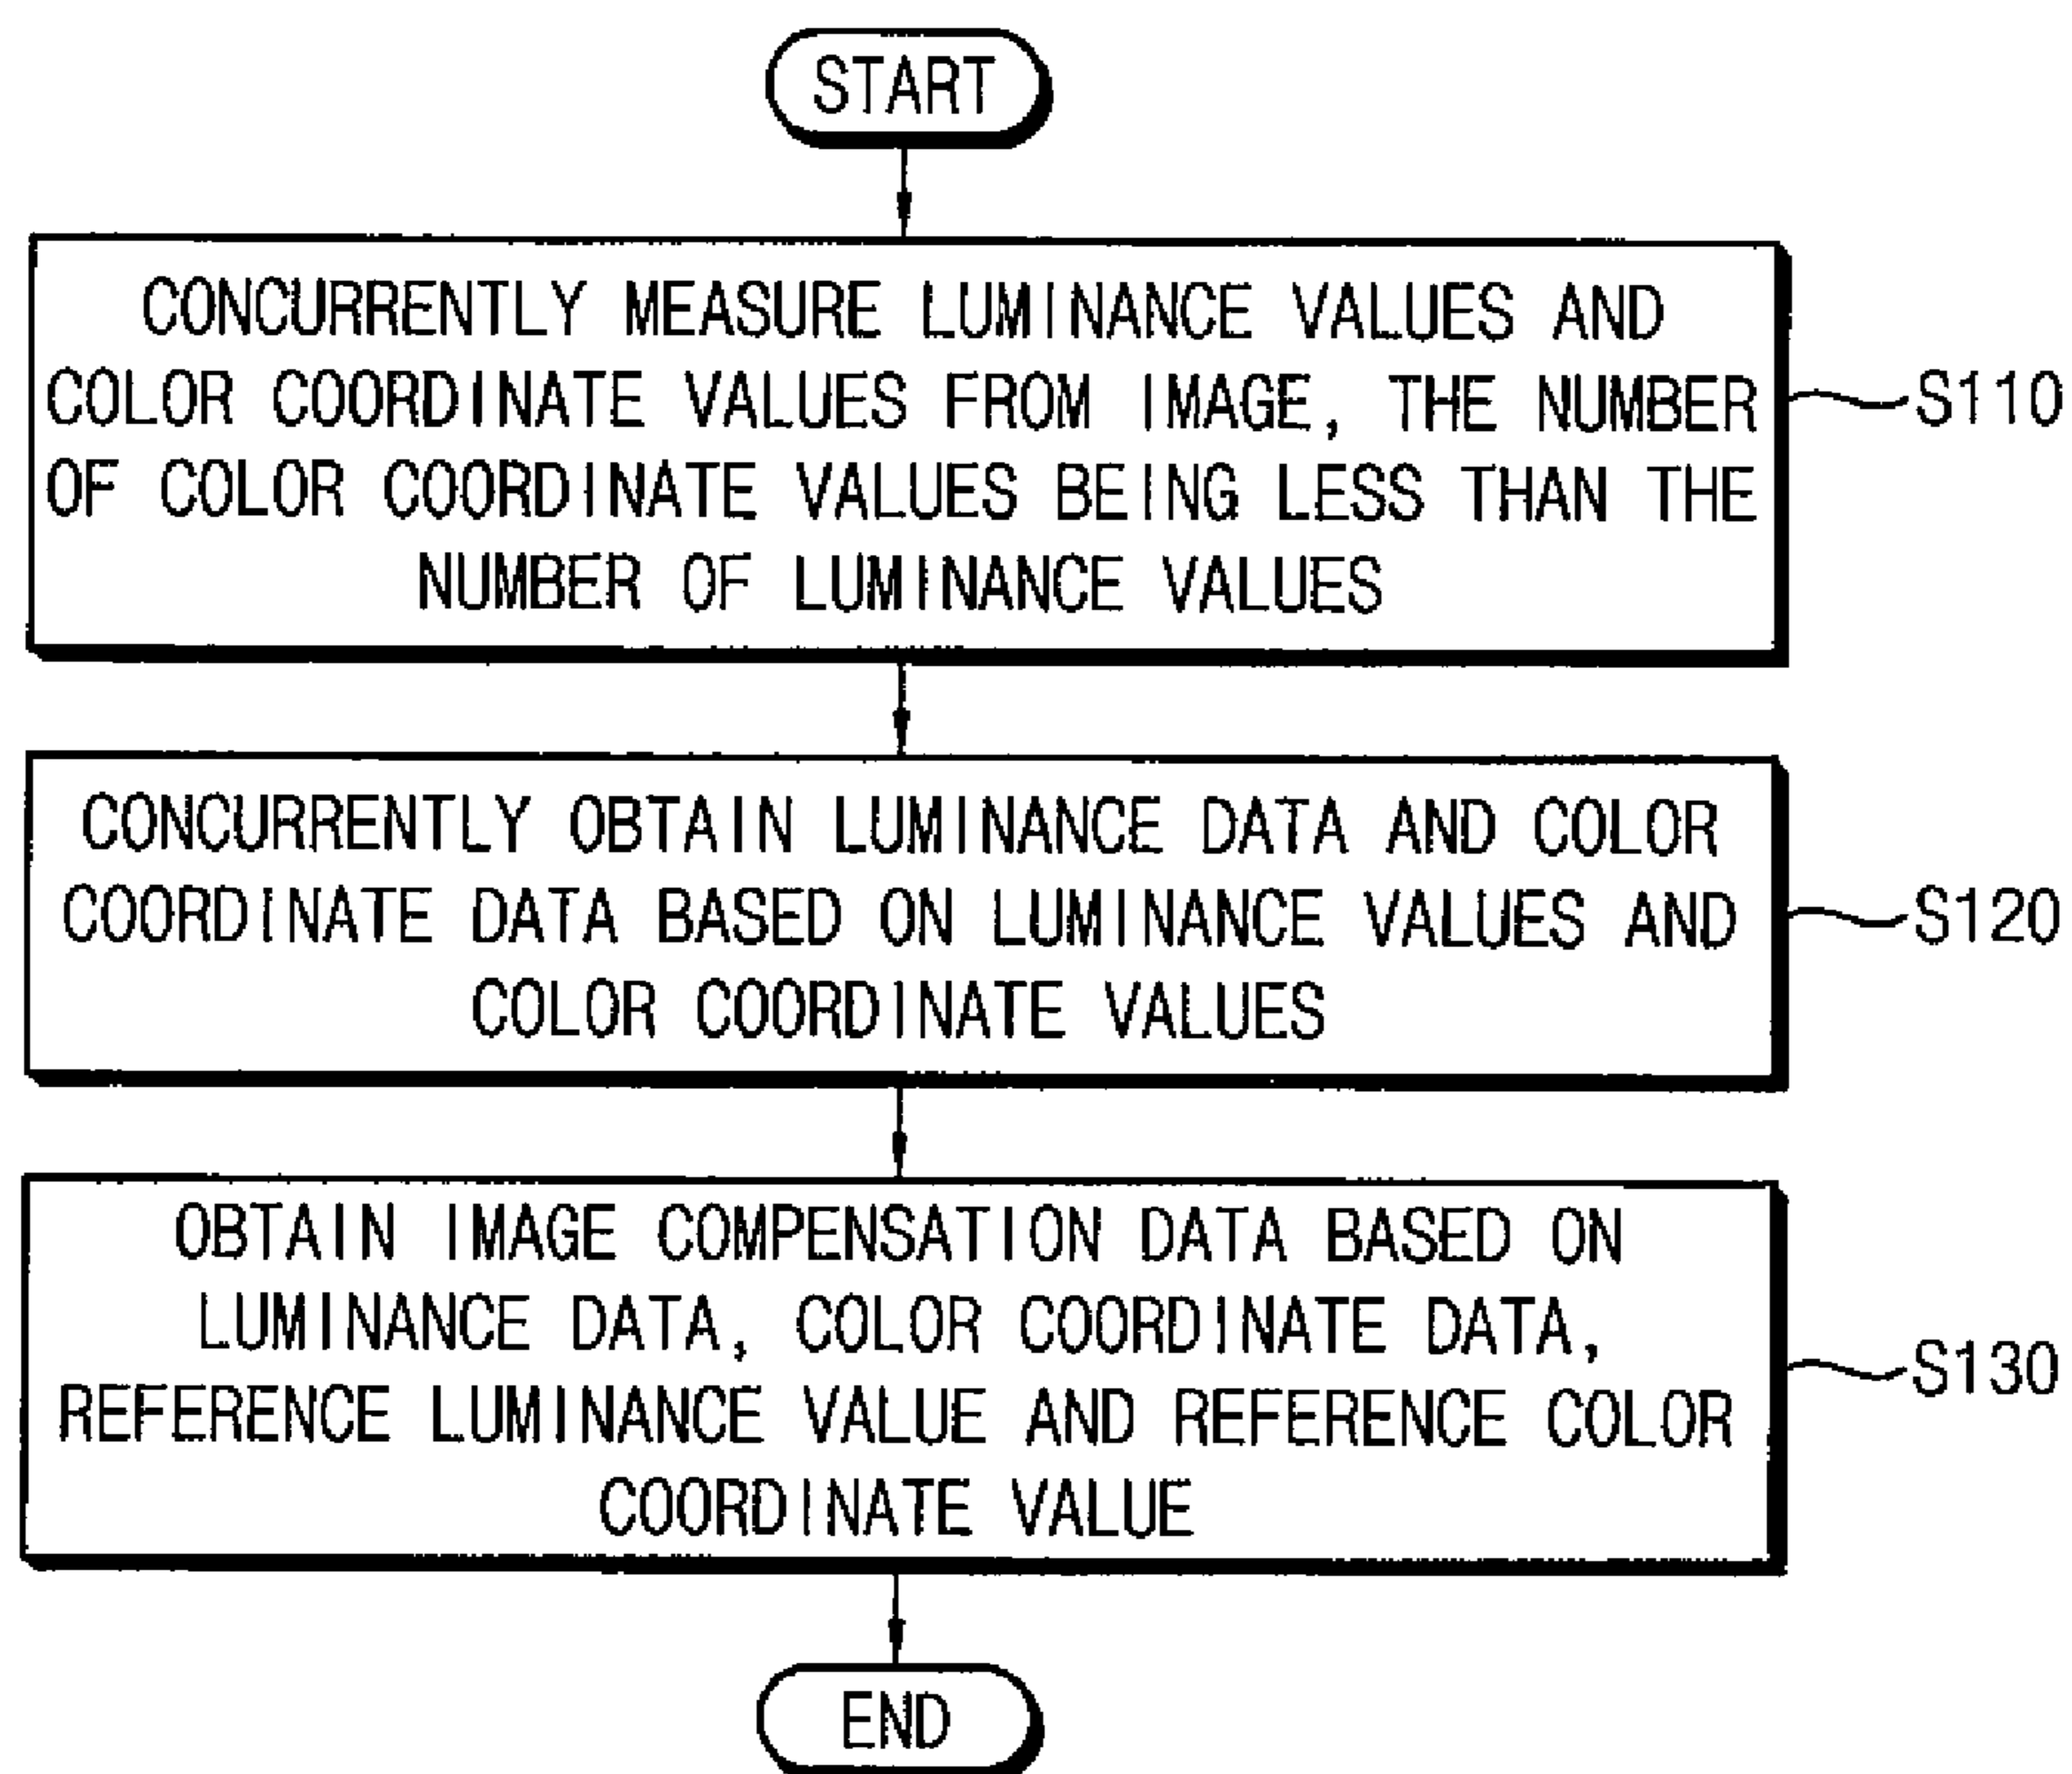 START
CONCURRENTLY MEASURE LUMINANCE VALUES AND
COLOR COORDINATE VALUES FROM IMAGE, THE NUMBER
OF COLOR COORDINATE VALUES BEING LESS THAN THE
NUMBER OF LUMINANCE VALUES
S110
CONCURRENTLY OBTAIN LUMINANCE DATA AND COLOR
COORDINATE DATA BASED ON LUMINANCE VALUES AND
COLOR COORDINATE VALUES
S120
OBTAIN IMAGE COMPENSATION DATA BASED ON
LUMINANCE DATA, COLOR COORDINATE DATA,
REFERENCE LUMINANCE VALUE AND REFERENCE COLOR
COORDINATE VALUE
S130
END